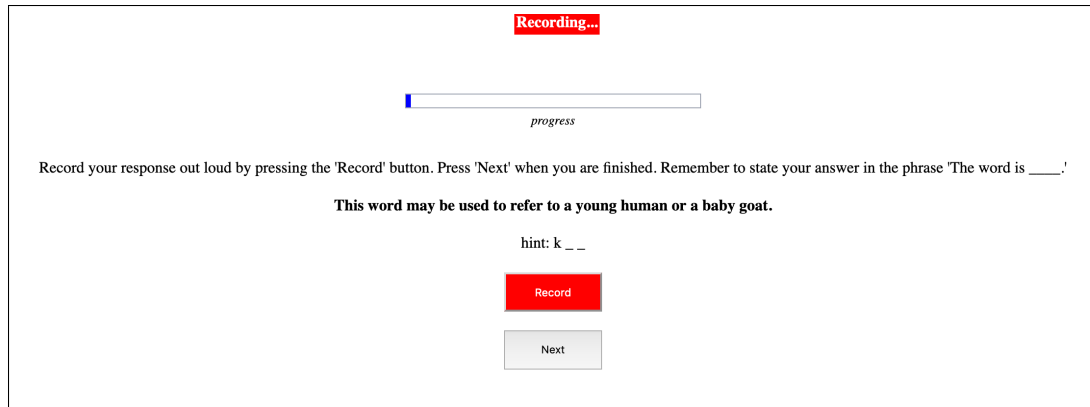 Recording...
progress
Record your response out loud by pressing the 'Record' button. Press 'Next' when you are finished. Remember to state your answer in the phrase 'The word is ____.'
This word may be used to refer to a young human or a baby goat.
hint: k _ _
Record
Next